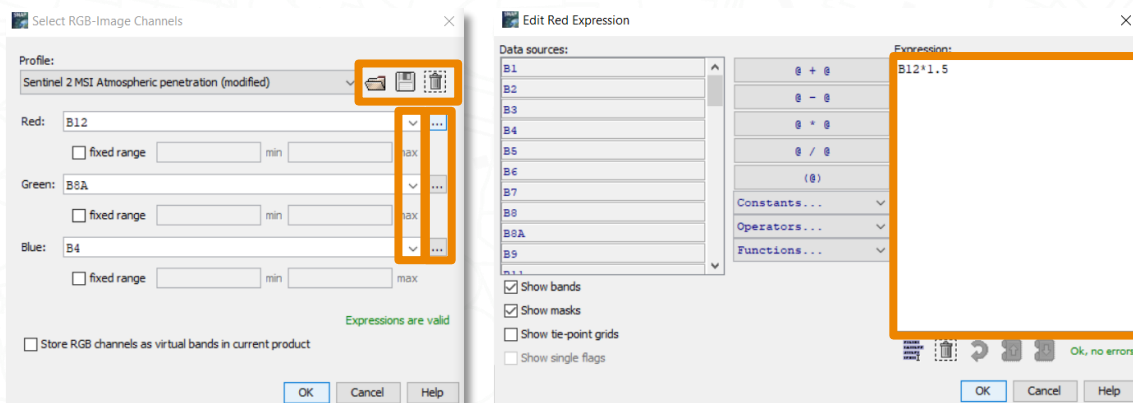 Select RGB-Image Channels
Profile:
Sentinel 2 MSI Atmospheric penetration (modified)
Red: B12 ...
fixed range min max
Green: B8A ...
fixed range min max
Blue: B4 ...
fixed range min max
Expressions are valid
Store RGB channels as virtual bands in current product
OK Cancel Help
Edit Red Expression
Data sources: Expression:
B1 @ + @ B12*1.5
B2
B3 @ - @
B4 @ * @
B5 @ / @
B6
B7 (@)
B8 Constants...
B8A Operators...
B9 Functions...
B11
Show bands
Show masks
Show tie-point grids
Show single flags
Ok, no errors
OK Cancel Help